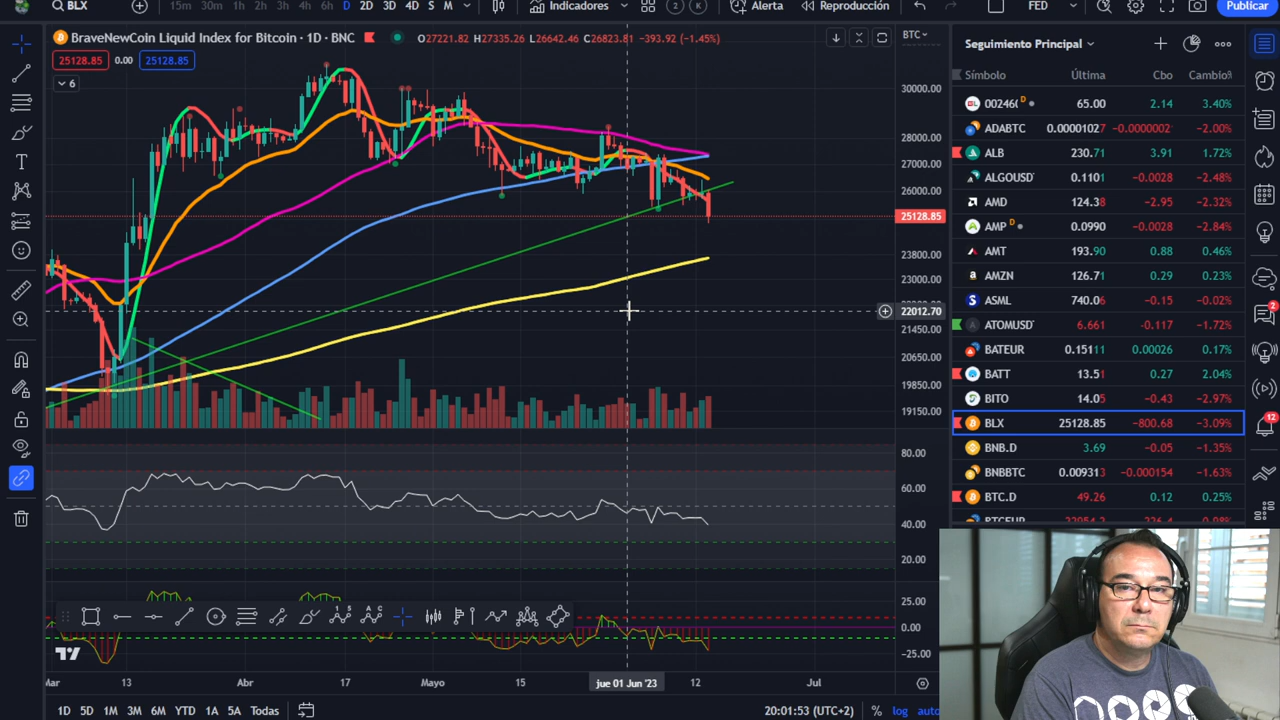 BLX
15m 30m 1h 2h 3h 4h 6h D 2D 3D 4D S M Indicadores Alerta Reproducción FED Publicar
BraveNewCoin Liquid Index for Bitcoin · 1D · BNC O27221.82 H27335.26 L26642.46 C26823.81 −393.92 (−1.45%)
25128.85 0.00 25128.85
6
BTC
30000.00
28000.00
27000.00
26000.00
25128.85
23800.00
23000.00
22012.70
21450.00
20650.00
19850.00
19150.00
80.00
60.00
40.00
20.00
25.00
0.00
−25.00
Mar 13 Abr 17 Mayo 15 jue 01 Jun '23 12 Jul
1D 5D 1M 3M 6M YTD 1A 5A Todas
20:01:53 (UTC+2) % log auto
Seguimiento Principal
Símbolo Última Cbo Cambio%
00246( D 65.00 2.14 3.40%
ADABTC 0.00001027 −0.0000002 −2.00%
ALB 230.71 3.91 1.72%
ALGOUSD 0.1101 −0.0028 −2.48%
AMD 124.38 −2.95 −2.32%
AMP D 0.0990 −0.0028 −2.84%
AMT 193.90 0.88 0.46%
AMZN 126.71 0.29 0.23%
ASML 740.06 −0.15 −0.02%
ATOMUSD 6.661 −0.117 −1.72%
BATEUR 0.15111 0.00026 0.17%
BATT 13.51 0.27 2.04%
BITO 14.05 −0.43 −2.97%
BLX 25128.85 −800.68 −3.09%
BNB.D 3.69 −0.05 −1.35%
BNBBTC 0.009313 −0.000154 −1.63%
BTC.D 49.26 0.12 0.25%
2
12